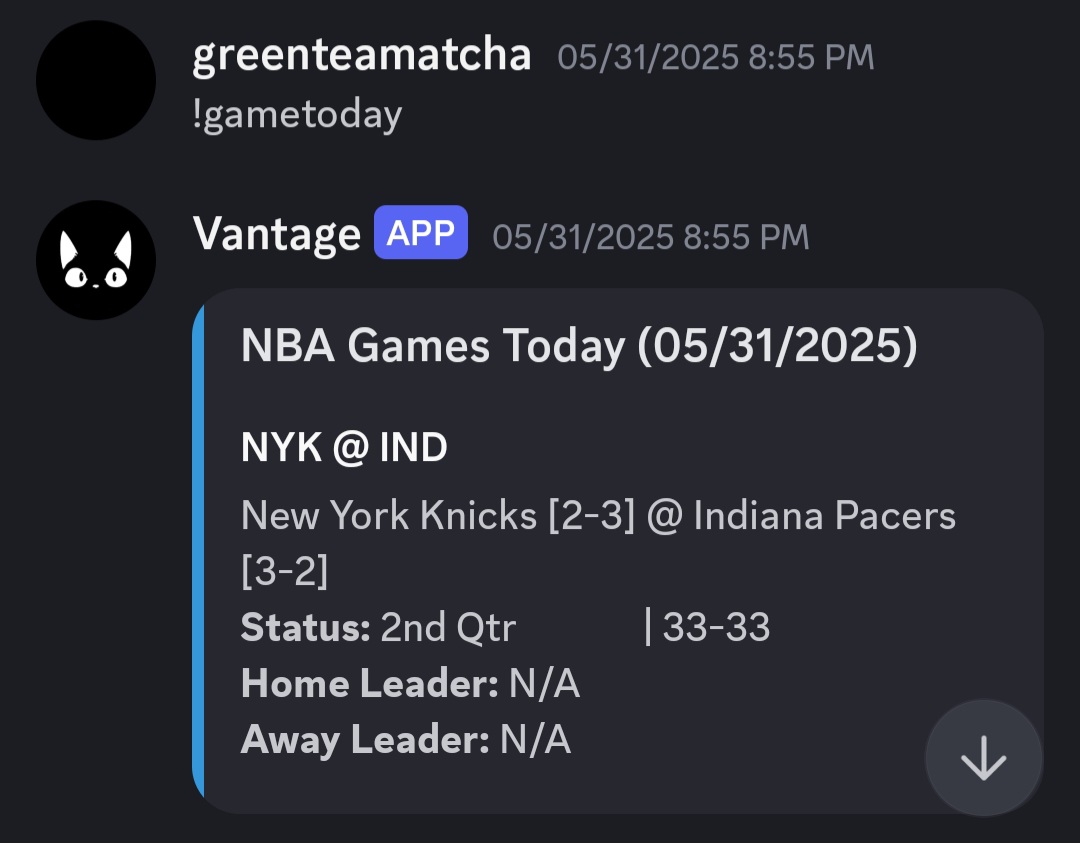 greenteamatcha 05/31/2025 8:55 PM
!gametoday
Vantage APP 05/31/2025 8:55 PM
NBA Games Today (05/31/2025)
NYK @ IND
New York Knicks [2-3] @ Indiana Pacers
[3-2]
Status: 2nd Qtr | 33-33
Home Leader: N/A
Away Leader: N/A